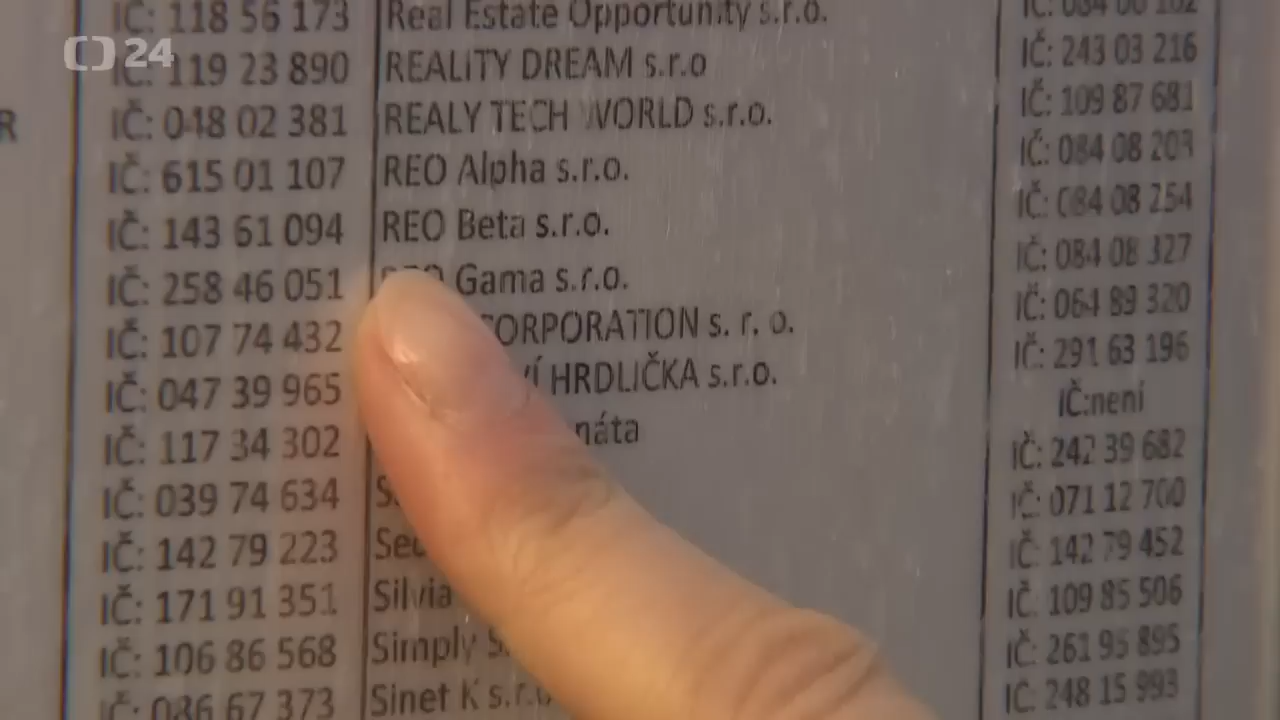 ČT24
R
IČ: 118 56 173
IČ: 119 23 890
IČ: 048 02 381
IČ: 615 01 107
IČ: 143 61 094
IČ: 258 46 051
IČ: 107 74 432
IČ: 047 39 965
IČ: 117 34 302
IČ: 039 74 634
IČ: 142 79 223
IČ: 171 91 351
IČ: 106 86 568
IČ: 086 67 373
Real Estate Opportunity s.r.o.
REALITY DREAM s.r.o
REALY TECH WORLD s.r.o.
REO Alpha s.r.o.
REO Beta s.r.o.
Gama s.r.o.
CORPORATION s. r. o.
HRDLIČKA s.r.o.
Silvia
Simply
Sinet K s.r.o.
IČ: 084 00 162
IČ: 243 03 216
IČ: 109 87 681
IČ: 084 08 203
IČ: 084 08 254
IČ: 084 08 327
IČ: 064 89 320
IČ: 291 63 196
IČ:není
IČ: 242 39 682
IČ: 071 12 700
IČ: 142 79 452
IČ: 109 85 506
IČ: 261 95 895
IČ: 248 15 993